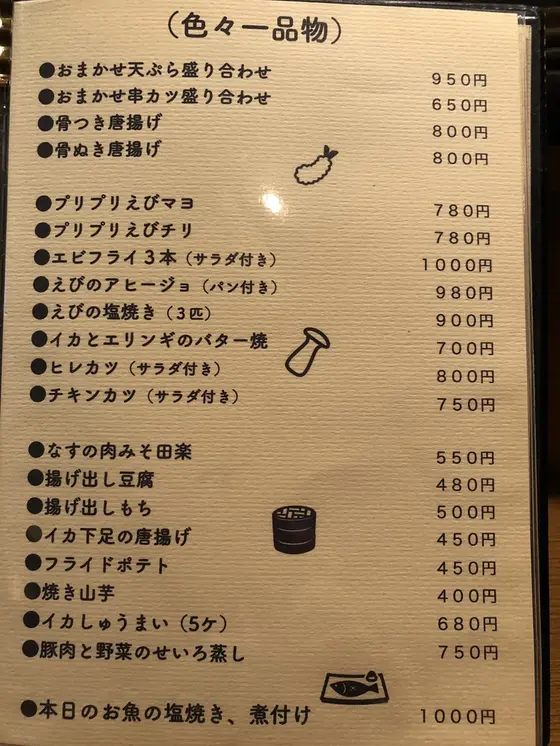 （色々一品物）
●おまかせ天ぷら盛り合わせ 950円
●おまかせ串カツ盛り合わせ 650円
●骨つき唐揚げ 800円
●骨ぬき唐揚げ 800円
●プリプリえびマヨ 780円
●プリプリえびチリ 780円
●エビフライ3本（サラダ付き） 1000円
●えびのアヒージョ（パン付き） 980円
●えびの塩焼き（3匹） 900円
●イカとエリンギのバター焼 700円
●ヒレカツ（サラダ付き） 800円
●チキンカツ（サラダ付き） 750円
●なすの肉みそ田楽 550円
●揚げ出し豆腐 480円
●揚げ出しもち 500円
●イカ下足の唐揚げ 450円
●フライドポテト 450円
●焼き山芋 400円
●イカしゅうまい（5ケ） 680円
●豚肉と野菜のせいろ蒸し 750円
●本日のお魚の塩焼き、煮付け 1000円